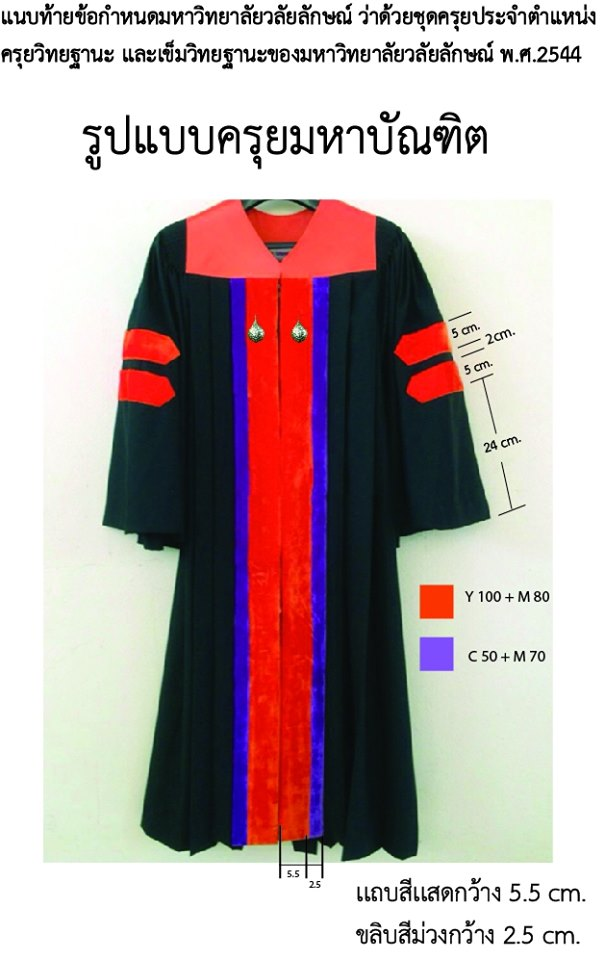 แนบท้ายข้อกำหนดมหาวิทยาลัยวลัยลักษณ์ ว่าด้วยชุดครุยประจำตำแหน่ง
ครุยวิทยฐานะ และเข็มวิทยฐานะของมหาวิทยาลัยวลัยลักษณ์ พ.ศ.2544
รูปแบบครุยมหาบัณฑิต
5 cm.
2cm.
5 cm.
24 cm.
Y 100 + M 80
C 50 + M 70
5.5
2.5
แถบสีแสดกว้าง 5.5 cm.
ขลิบสีม่วงกว้าง 2.5 cm.